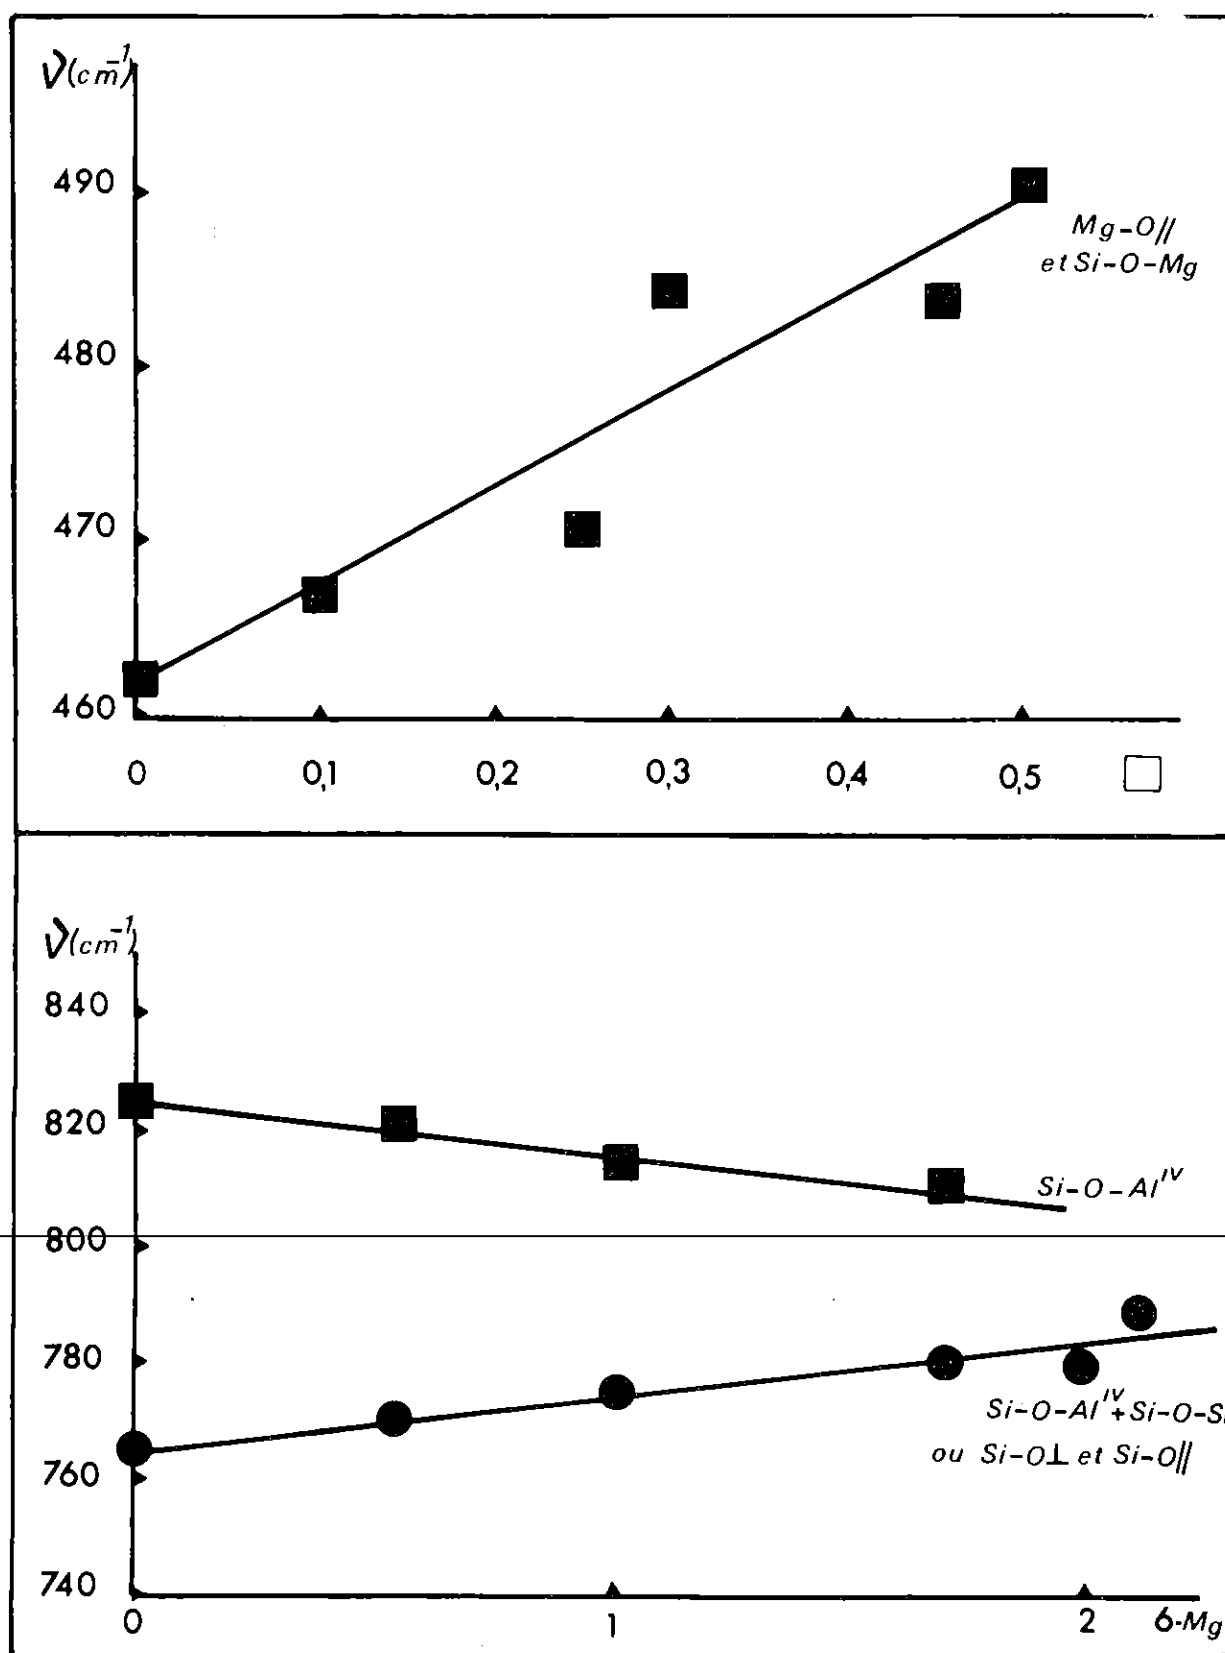 ν(cm⁻¹)
490
Mg-O//
et Si-O-Mg
480
470
460
0 0,1 0,2 0,3 0,4 0,5 □
ν(cm⁻¹)
840
820
Si-O-Al^IV
800
780
Si-O-Al^IV+Si-O-Si
ou Si-O⊥ et Si-O//
760
740
0 1 2 6-Mg